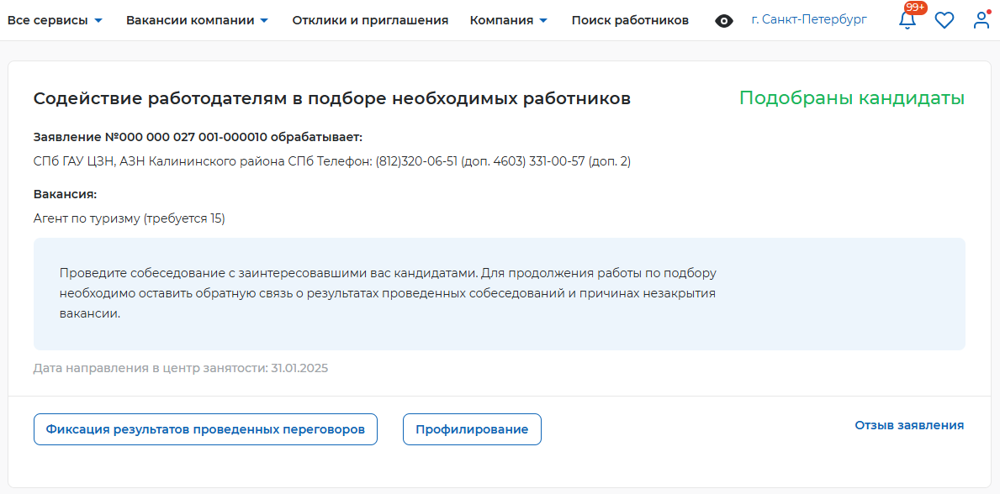 Все сервисы Вакансии компании Отклики и приглашения Компания Поиск работников г. Санкт-Петербург 99+
Содействие работодателям в подборе необходимых работников Подобраны кандидаты
Заявление №000 000 027 001-000010 обрабатывает:
СПб ГАУ ЦЗН, АЗН Калининского района СПб Телефон: (812)320-06-51 (доп. 4603) 331-00-57 (доп. 2)
Вакансия:
Агент по туризму (требуется 15)
Проведите собеседование с заинтересовавшими вас кандидатами. Для продолжения работы по подбору
необходимо оставить обратную связь о результатах проведенных собеседований и причинах незакрытия
вакансии.
Дата направления в центр занятости: 31.01.2025
Фиксация результатов проведенных переговоров Профилирование Отзыв заявления